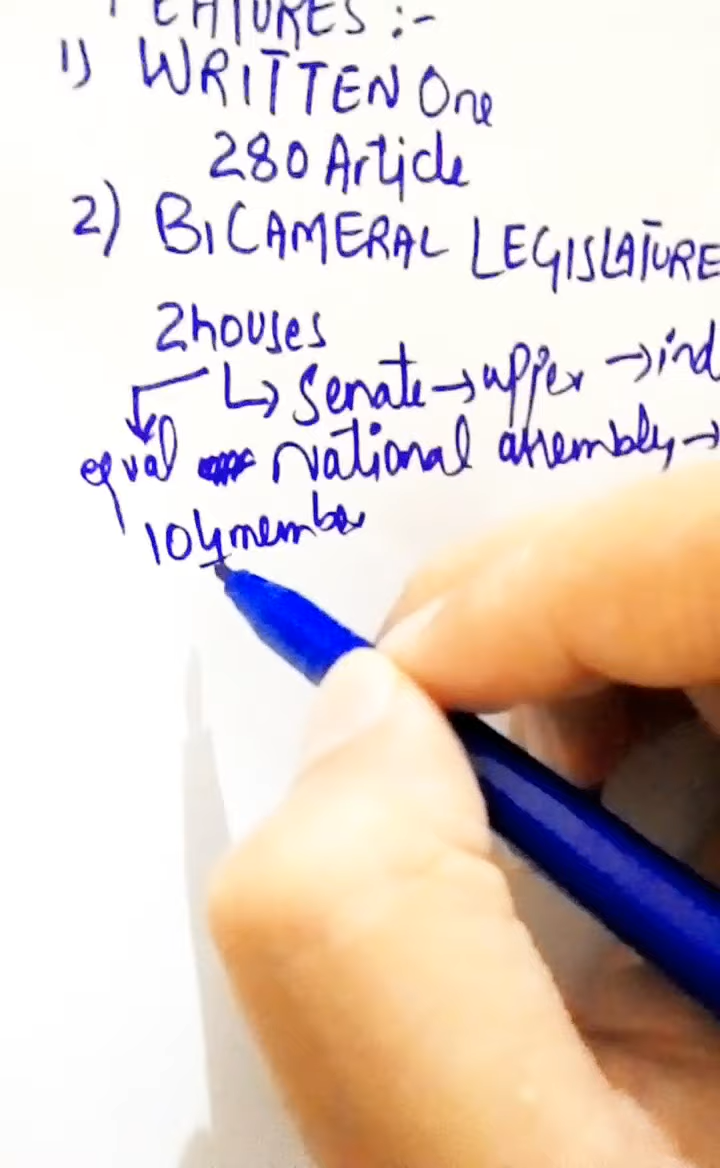 FEATURES :-
1) WRITTEN One
280 Article
2) BICAMERAL LEGISLATURE
2 houses
↳ Senate → upper → ind
equal national assembly →
104 member